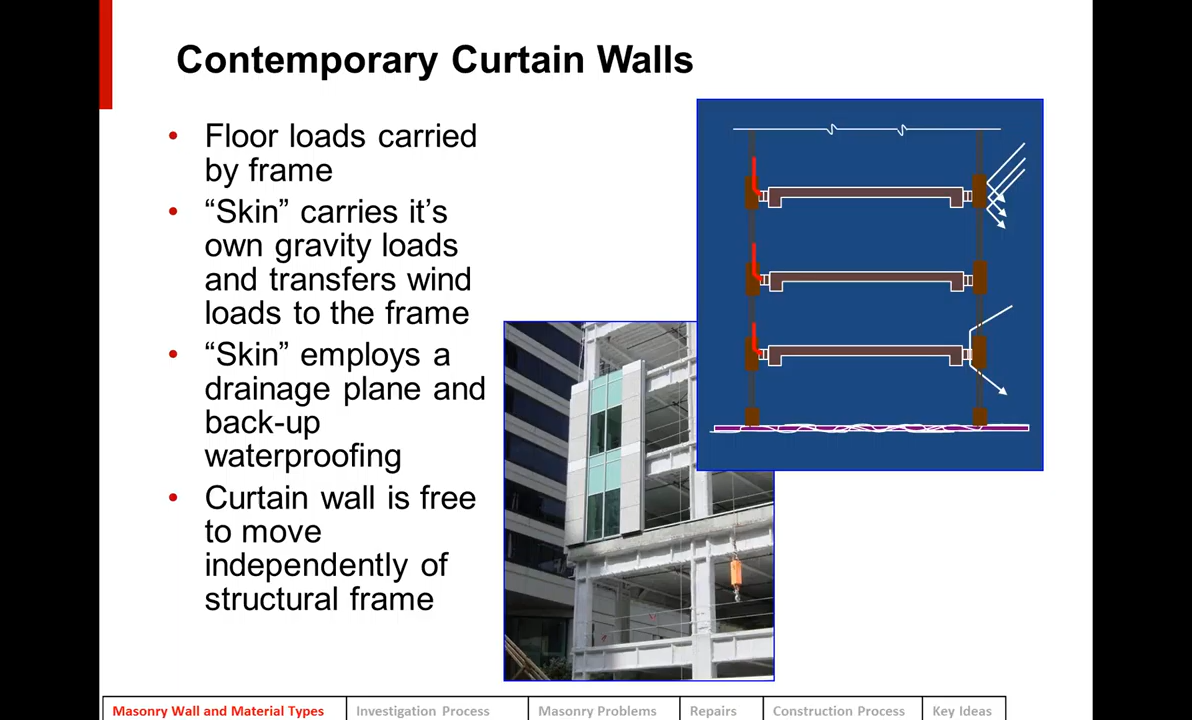 Contemporary Curtain Walls
• Floor loads carried
by frame
• “Skin” carries it’s
own gravity loads
and transfers wind
loads to the frame
• “Skin” employs a
drainage plane and
back-up
waterproofing
• Curtain wall is free
to move
independently of
structural frame
Masonry Wall and Material Types
Investigation Process
Masonry Problems
Repairs
Construction Process
Key Ideas